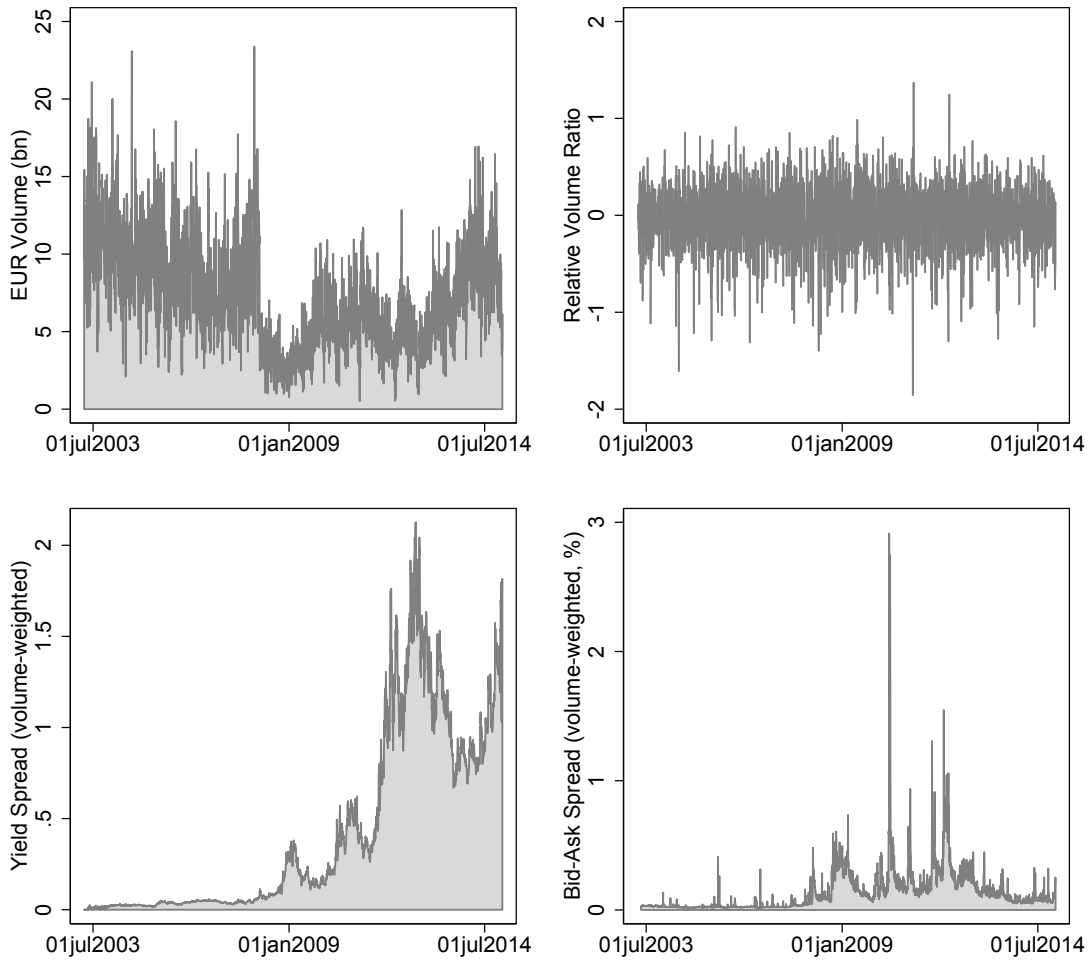 EUR Volume (bn)
25
20
15
10
5
0
01jul2003 01jan2009 01jul2014
Relative Volume Ratio
2
1
0
-1
-2
01jul2003 01jan2009 01jul2014
Yield Spread (volume-weighted)
2
1.5
1
.5
0
01jul2003 01jan2009 01jul2014
Bid-Ask Spread (volume-weighted, %)
3
2
1
0
01jul2003 01jan2009 01jul2014